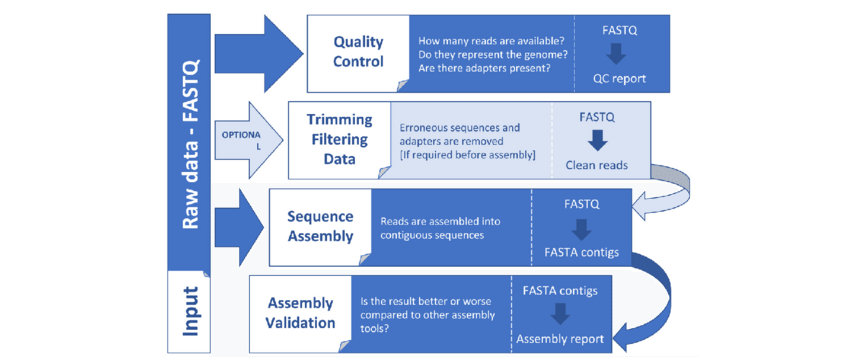 Raw data - FASTQ
Input
Quality
Control
How many reads are available?
Do they represent the genome?
Are there adapters present?
FASTQ
QC report
OPTIONA
L
Trimming
Filtering
Data
Erroneous sequences and
adapters are removed
[If required before assembly]
FASTQ
Clean reads
Sequence
Assembly
Reads are assembled into
contiguous sequences
FASTQ
FASTA contigs
Assembly
Validation
Is the result better or worse
compared to other assembly
tools?
FASTA contigs
Assembly report